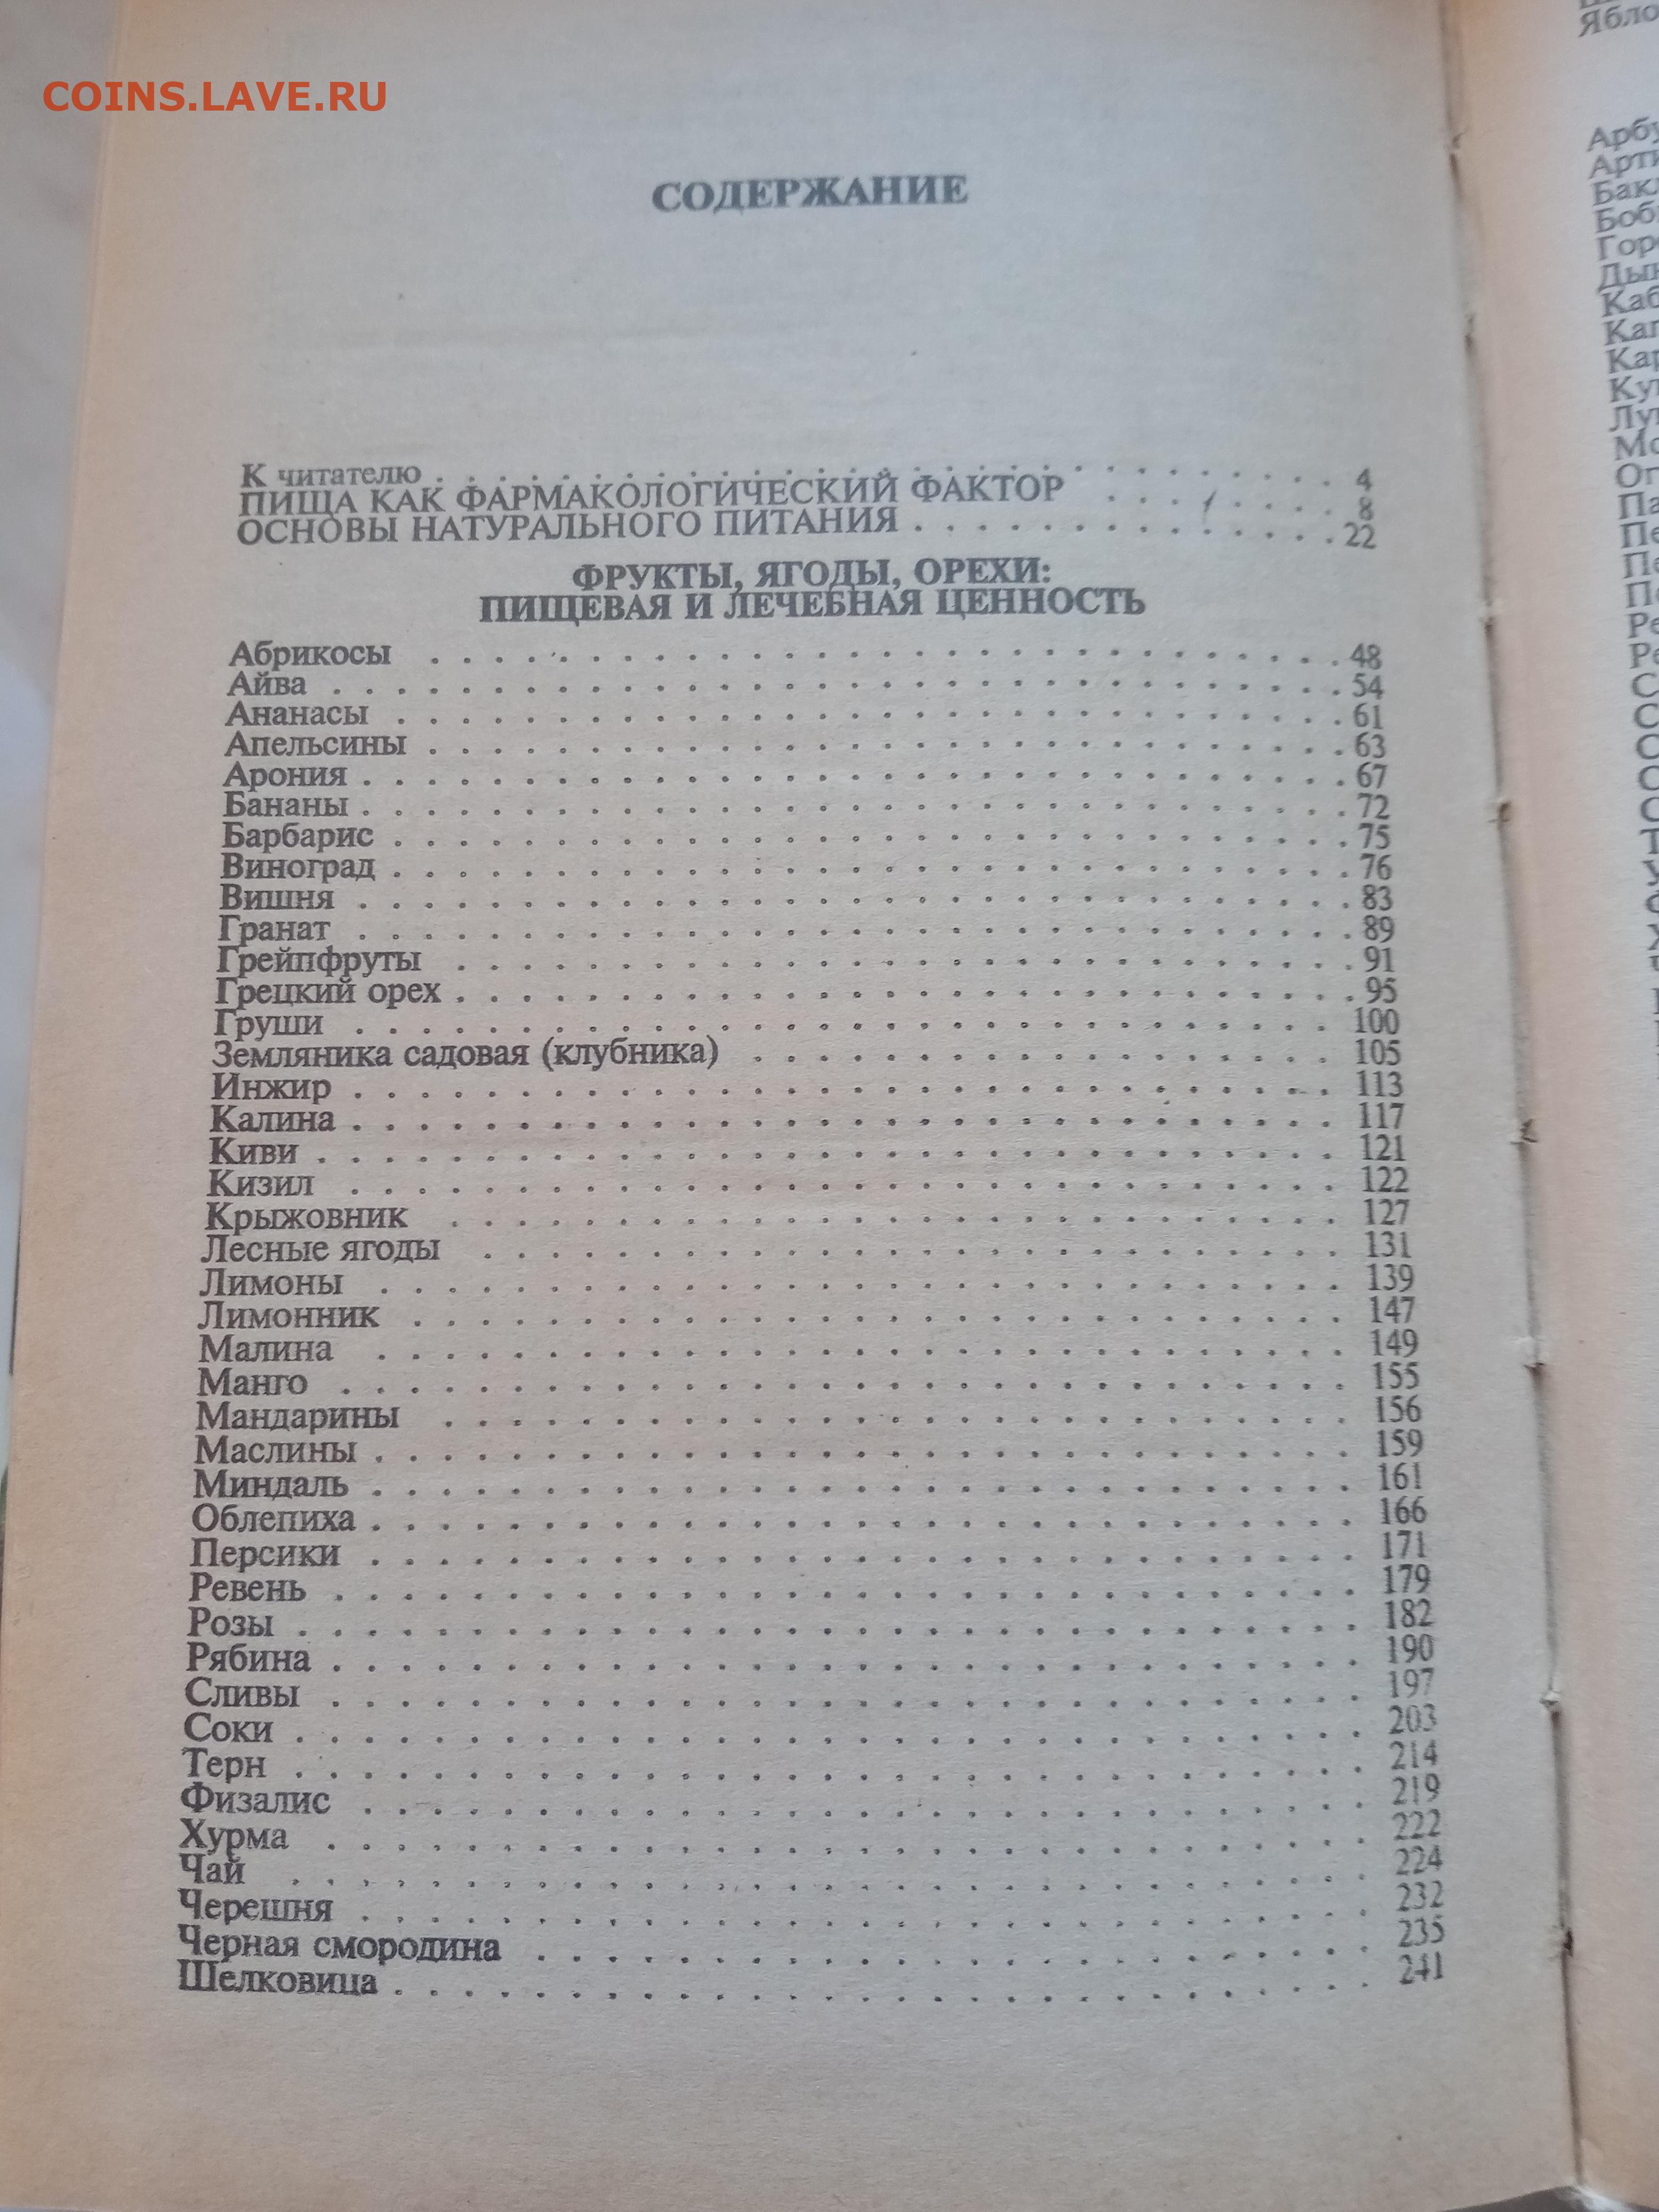 COINS.LAVE.RU
СОДЕРЖАНИЕ
К читателю . . . . . . . . . . . . . . . . . . . . . . . . . . . . 4
ПИЩА КАК ФАРМАКОЛОГИЧЕСКИЙ ФАКТОР . . . . . . . . 8
ОСНОВЫ НАТУРАЛЬНОГО ПИТАНИЯ . . . . . . . . . . . . . . 22
ФРУКТЫ, ЯГОДЫ, ОРЕХИ:
ПИЩЕВАЯ И ЛЕЧЕБНАЯ ЦЕННОСТЬ
Абрикосы . . . . . . . . . . 48
Айва . . . . . . . . . . 54
Ананасы . . . . . . . . . . 61
Апельсины . . . . . . . . . . 63
Арония . . . . . . . . . . 67
Бананы . . . . . . . . . . 72
Барбарис . . . . . . . . . . 75
Виноград . . . . . . . . . . 76
Вишня . . . . . . . . . . 83
Гранат . . . . . . . . . . 89
Грейпфруты . . . . . . . . . . 91
Грецкий орех . . . . . . . . . . 95
Груши . . . . . . . . . . 100
Земляника садовая (клубника) . . . . . . . . . . 105
Инжир . . . . . . . . . . 113
Калина . . . . . . . . . . 117
Киви . . . . . . . . . . 121
Кизил . . . . . . . . . . 122
Крыжовник . . . . . . . . . . 127
Лесные ягоды . . . . . . . . . . 131
Лимоны . . . . . . . . . . 139
Лимонник . . . . . . . . . . 147
Малина . . . . . . . . . . 149
Манго . . . . . . . . . . 155
Мандарины . . . . . . . . . . 156
Маслины . . . . . . . . . . 159
Миндаль . . . . . . . . . . 161
Облепиха . . . . . . . . . . 166
Персики . . . . . . . . . . 171
Ревень . . . . . . . . . . 179
Розы . . . . . . . . . . 182
Рябина . . . . . . . . . . 190
Сливы . . . . . . . . . . 197
Соки . . . . . . . . . . 203
Терн . . . . . . . . . . 214
Физалис . . . . . . . . . . 219
Хурма . . . . . . . . . . 222
Чай . . . . . . . . . . 224
Черешня . . . . . . . . . . 232
Черная смородина . . . . . . . . . . 235
Шелковица . . . . . . . . . . 241